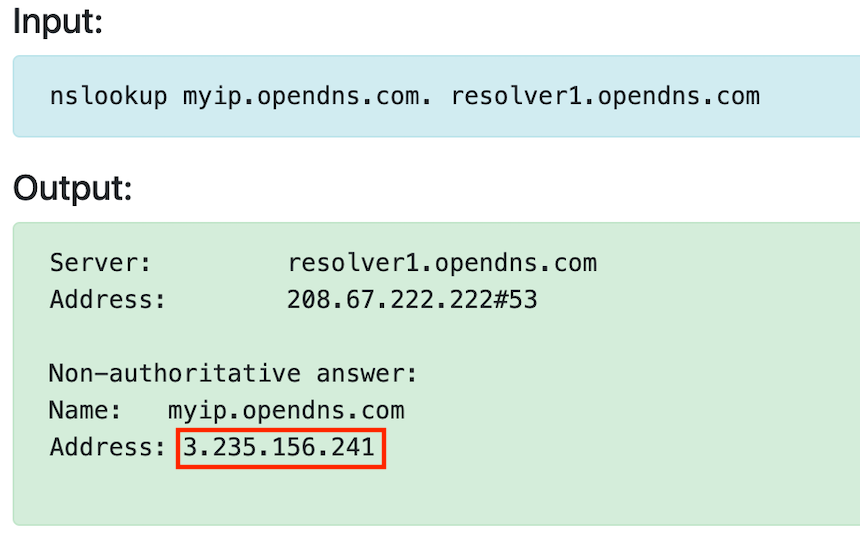 Input:
nslookup myip.opendns.com. resolver1.opendns.com
Output:
Server: resolver1.opendns.com
Address: 208.67.222.222#53
Non-authoritative answer:
Name: myip.opendns.com
Address: 3.235.156.241